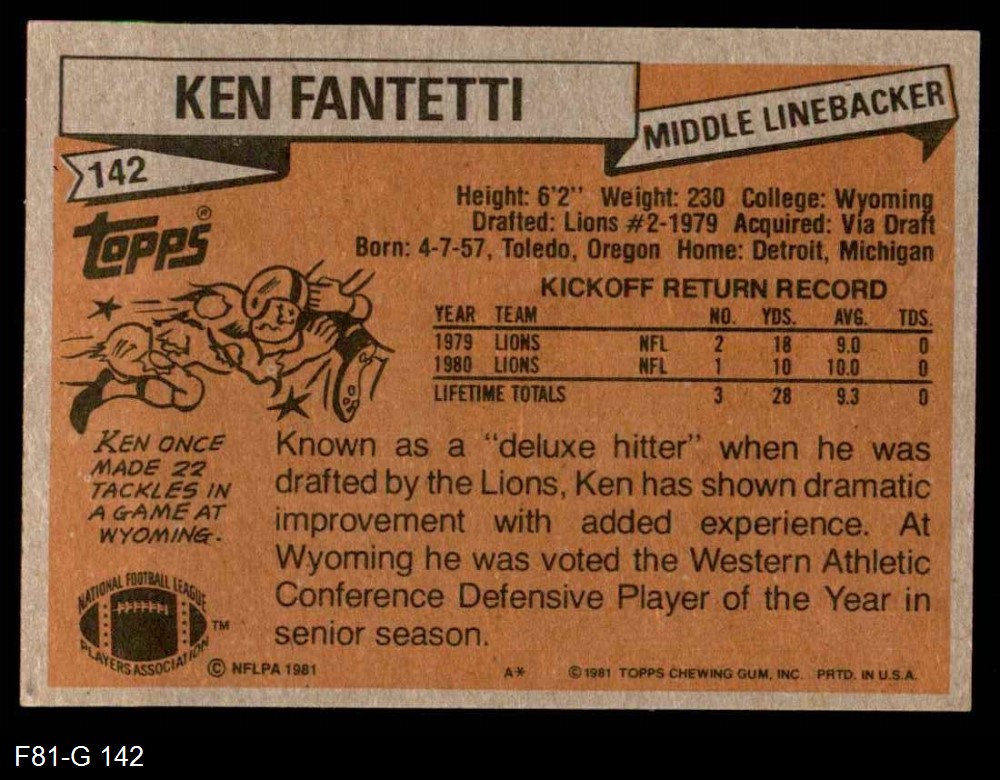 KEN FANTETTI
MIDDLE LINEBACKER
142
TOPPS®
Height: 6'2" Weight: 230 College: Wyoming
Drafted: Lions #2-1979 Acquired: Via Draft
Born: 4-7-57, Toledo, Oregon Home: Detroit, Michigan
KICKOFF RETURN RECORD
YEAR TEAM NO. YDS. AVG. TDS.
1979 LIONS NFL 2 18 9.0 0
1980 LIONS NFL 1 10 10.0 0
LIFETIME TOTALS 3 28 9.3 0
KEN ONCE
MADE 22
TACKLES IN
A GAME AT
WYOMING.
Known as a "deluxe hitter" when he was
drafted by the Lions, Ken has shown dramatic
improvement with added experience. At
Wyoming he was voted the Western Athletic
Conference Defensive Player of the Year in
senior season.
NATIONAL FOOTBALL LEAGUE
PLAYERS ASSOCIATION
TM
© NFLPA 1981
A*
© 1981 TOPPS CHEWING GUM, INC. PRTD. IN U.S.A.
F81-G 142